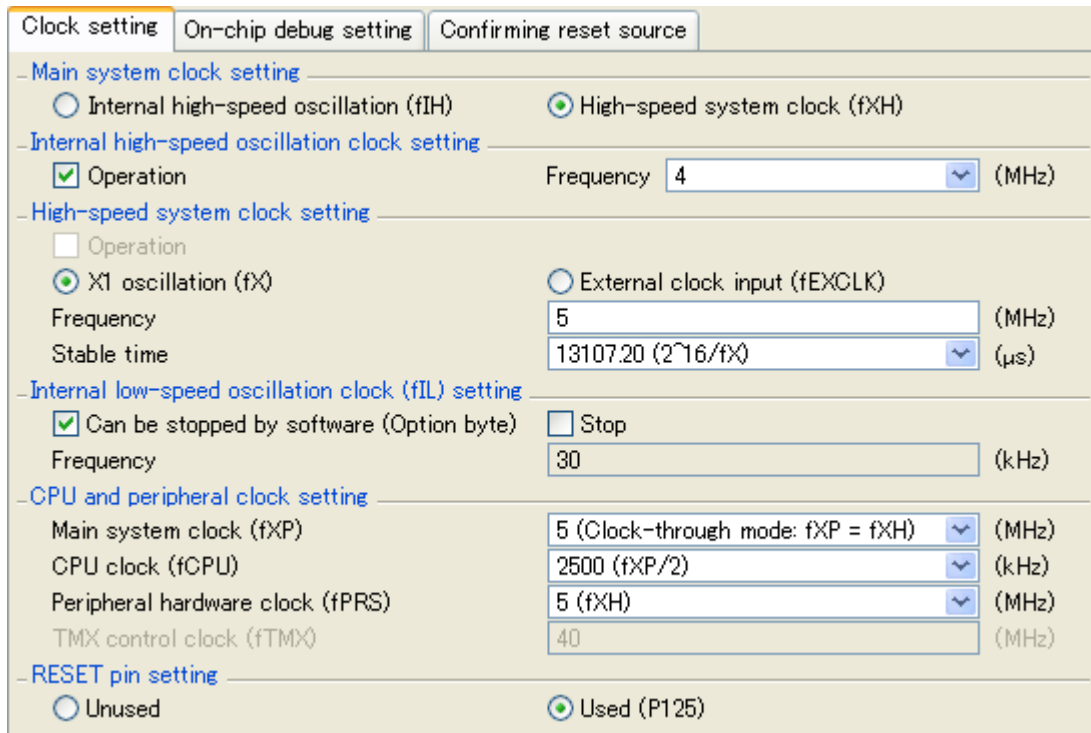 Clock setting On-chip debug setting Confirming reset source
Main system clock setting
Internal high-speed oscillation (fIH) High-speed system clock (fXH)
Internal high-speed oscillation clock setting
Operation Frequency 4 (MHz)
High-speed system clock setting
Operation
X1 oscillation (fX) External clock input (fEXCLK)
Frequency 5 (MHz)
Stable time 13107.20 (2^16/fX) (µs)
Internal low-speed oscillation clock (fIL) setting
Can be stopped by software (Option byte) Stop
Frequency 30 (kHz)
CPU and peripheral clock setting
Main system clock (fXP) 5 (Clock-through mode: fXP = fXH) (MHz)
CPU clock (fCPU) 2500 (fXP/2) (kHz)
Peripheral hardware clock (fPRS) 5 (fXH) (MHz)
TMX control clock (fTMX) 40 (MHz)
RESET pin setting
Unused Used (P125)